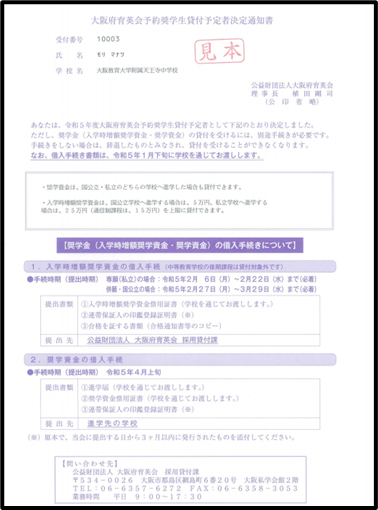 大阪府育英会予約奨学生貸付予定者決定通知書
受付番号 10003
氏 名 モリ マナツ
学 校 名 大阪教育大学附属天王寺中学校
見本
公益財団法人大阪府育英会
理 事 長 植 田 剛 司
（ 公 印 省 略 ）
あなたは、令和５年度大阪府育英会予約奨学生貸付予定者として下記のとおり決定しました。
ただし、奨学金（入学時増額奨学資金・奨学資金）の貸付を受けるには、別途手続きが必要です。
手続きをしない場合は、辞退したものとみなされ、貸付を受けることができなくなります。
なお、借入手続き書類は、令和５年１月下旬に学校を通じてお渡しします。
・奨学資金は、国公立・私立のどちらの学校へ進学した場合も貸付できます。
・入学時増額奨学資金は、国公立学校へ進学する場合は、５万円、私立学校へ進学する
場合は、２５万円（通信制課程は、１５万円）を上限に貸付できます。
【奨学金（入学時増額奨学資金・奨学資金）の借入手続きについて】
１．入学時増額奨学資金の借入手続（中等教育学校の後期課程は貸付対象外です）
●手続時期（提出時期） 専願（私立）の場合：令和５年２月 ６日（月）～２月２２日（水）まで（必着）
併願・国公立の場合：令和５年２月２７日（月）～３月２９日（水）まで（必着）
提出書類 ①入学時増額奨学資金借用証書（学校を通じてお渡しします。）
②連帯保証人の印鑑登録証明書（※）
③合格を証する書類（合格通知書等のコピー）
提 出 先 公益財団法人 大阪府育英会 採用貸付課
２．奨学資金の借入手続
●手続時期（提出時期） 令和５年４月上旬
提出書類 ①進学届（学校を通じてお渡しします。）
②奨学資金借用証書（学校を通じてお渡しします。）
③連帯保証人の印鑑登録証明書（※）
提 出 先 進学先の学校
（※）原本で、当会に提出する日から３ヶ月以内に発行されたものを添付してください。
【問い合わせ先】
公益財団法人 大阪府育英会 採用貸付課
〒５３４－００２６ 大阪市都島区網島町６番２０号 大阪私学会館２階
ＴＥＬ：０６－６３５７－６２７２ ＦＡＸ：０６－６３５８－３０５３
業務時間 平日 ９：００～１７：３０